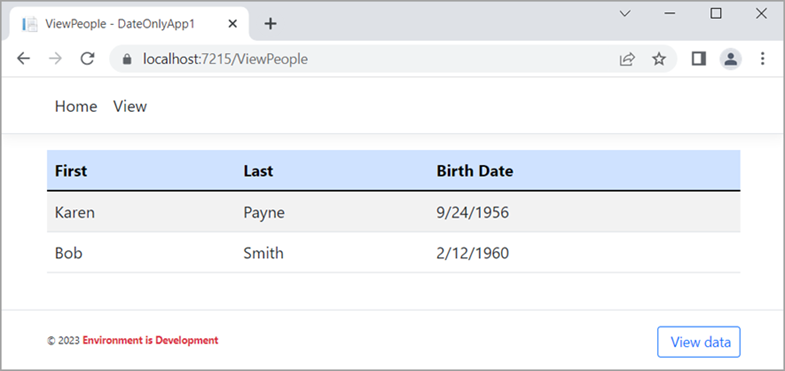 ViewPeople - DateOnlyApp1
localhost:7215/ViewPeople
Home View
First Last Birth Date
Karen Payne 9/24/1956
Bob Smith 2/12/1960
© 2023 Environment is Development View data